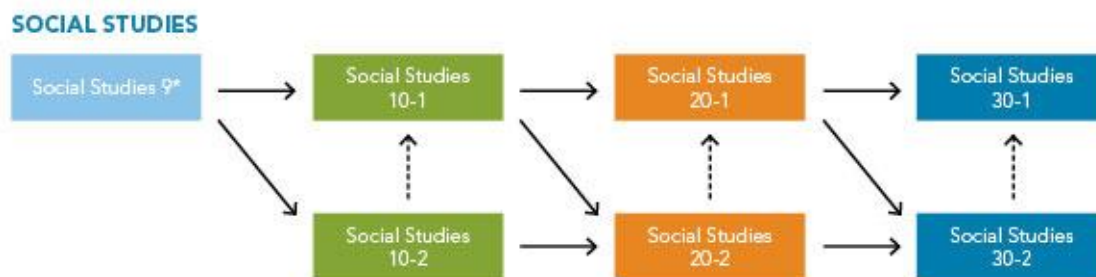 SOCIAL STUDIES
Social Studies 9*
Social Studies
10-1
Social Studies
20-1
Social Studies
30-1
Social Studies
10-2
Social Studies
20-2
Social Studies
30-2